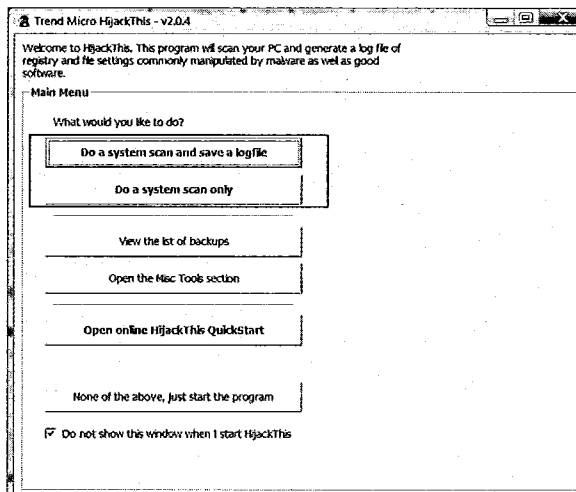 Trend Micro HijackThis - v2.0.4
Welcome to HijackThis. This program will scan your PC and generate a log file of
registry and file settings commonly manipulated by malware as well as good
software.
Main Menu
What would you like to do?
Do a system scan and save a logfile
Do a system scan only
View the list of backups
Open the Misc Tools section
Open online HijackThis QuickStart
None of the above, just start the program
Do not show this window when I start HijackThis